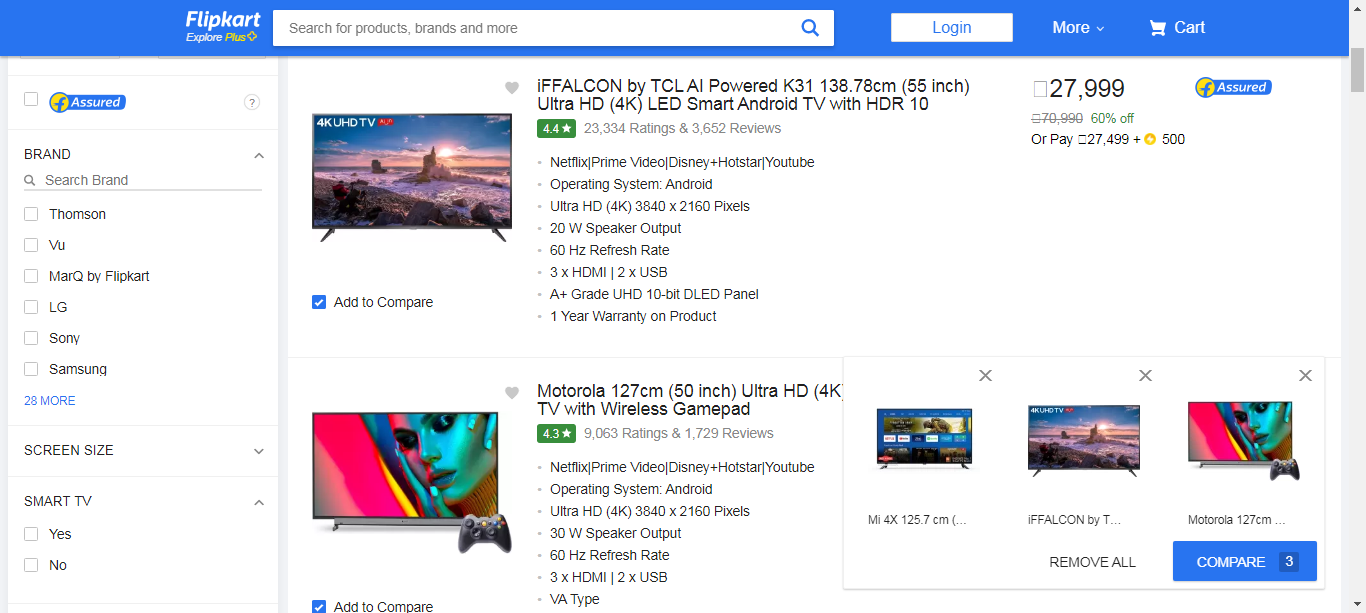 Flipkart
Explore Plus
Search for products, brands and more
Login
More
Cart
Assured
?
BRAND
Search Brand
Thomson
Vu
MarQ by Flipkart
LG
Sony
Samsung
28 MORE
SCREEN SIZE
SMART TV
Yes
No
4K UHD TV
iFFALCON by TCL AI Powered K31 138.78cm (55 inch)
Ultra HD (4K) LED Smart Android TV with HDR 10
4.4 ★ 23,334 Ratings & 3,652 Reviews
Netflix|Prime Video|Disney+Hotstar|Youtube
Operating System: Android
Ultra HD (4K) 3840 x 2160 Pixels
20 W Speaker Output
60 Hz Refresh Rate
3 x HDMI | 2 x USB
A+ Grade UHD 10-bit DLED Panel
1 Year Warranty on Product
Add to Compare
27,999
70,990 60% off
Or Pay 27,499 + 500
Assured
Motorola 127cm (50 inch) Ultra HD (4K)
TV with Wireless Gamepad
4.3 ★ 9,063 Ratings & 1,729 Reviews
Netflix|Prime Video|Disney+Hotstar|Youtube
Operating System: Android
Ultra HD (4K) 3840 x 2160 Pixels
30 W Speaker Output
60 Hz Refresh Rate
3 x HDMI | 2 x USB
VA Type
Add to Compare
4K UHD TV
Mi 4X 125.7 cm (...
iFFALCON by T...
Motorola 127cm ...
REMOVE ALL
COMPARE 3